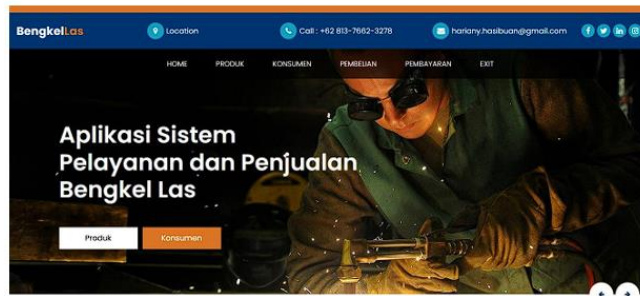 BengkelLas
Location
Call : +62 813-7662-3278
hariany.hasibuan@gmail.com
HOME PRODUK KONSUMEN PEMBELIAN PEMBAYARAN EXIT
Aplikasi Sistem
Pelayanan dan Penjualan
Bengkel Las
Produk
Konsumen